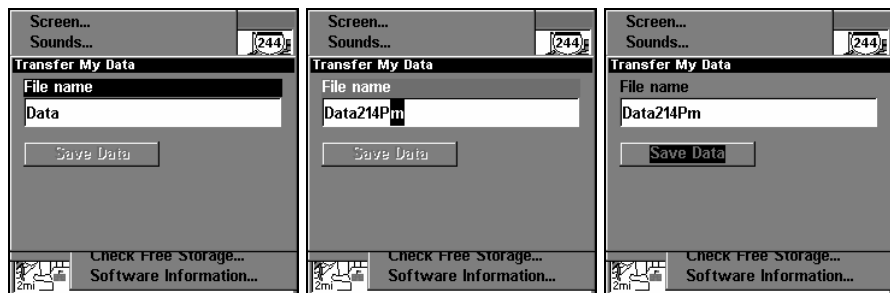 Screen...
Sounds...
244
Transfer My Data
File name
Data
Save Data
Check Free Storage...
Software Information...
2mi
Screen...
Sounds...
244
Transfer My Data
File name
Data214Pm
Save Data
Check Free Storage...
Software Information...
2mi
Screen...
Sounds...
244
Transfer My Data
File name
Data214Pm
Save Data
Check Free Storage...
Software Information...
2mi